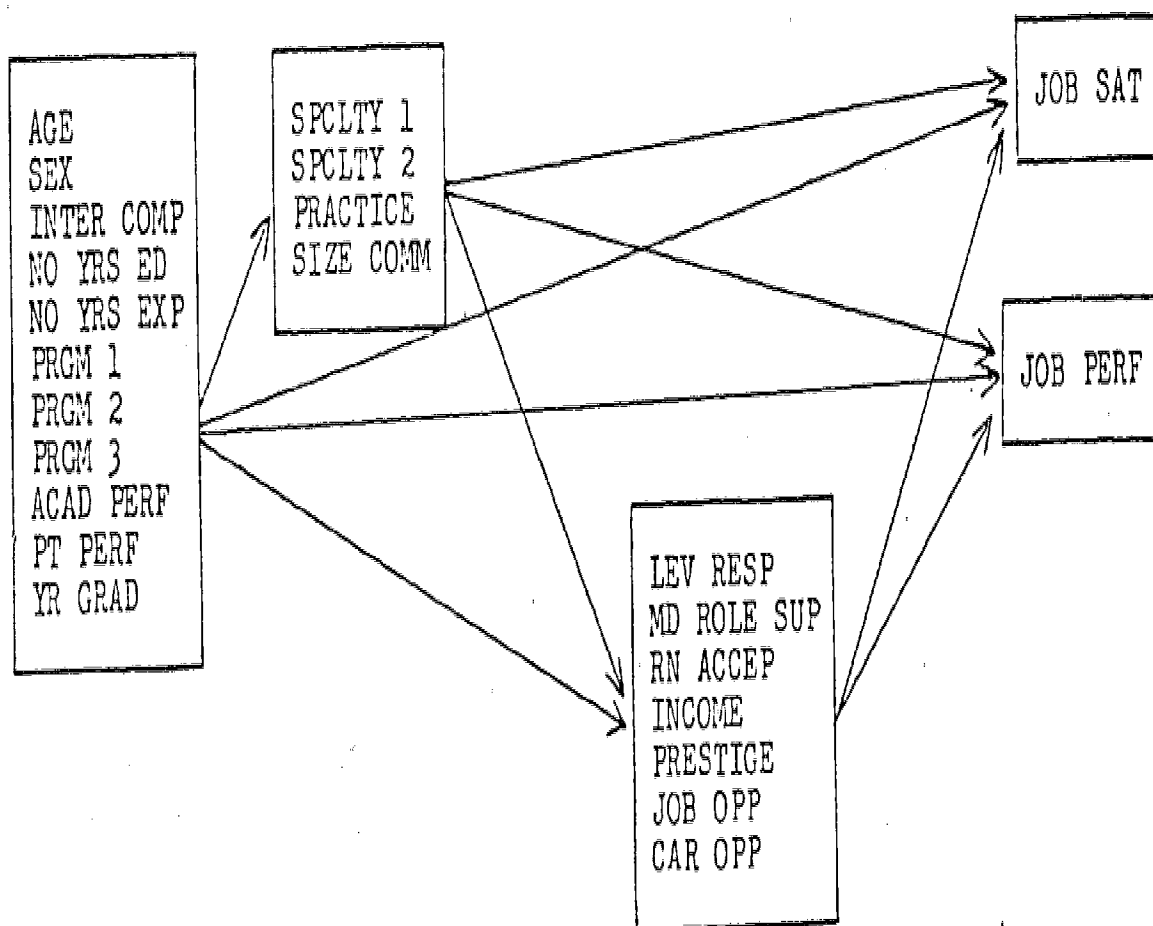 AGE
SEX
INTER COMP
NO YRS ED
NO YRS EXP
PRGM 1
PRGM 2
PRGM 3
ACAD PERF
PT PERF
YR GRAD
SPCLTY 1
SPCLTY 2
PRACTICE
SIZE COMM
LEV RESP
MD ROLE SUP
RN ACCEP
INCOME
PRESTIGE
JOB OPP
CAR OPP
JOB SAT
JOB PERF